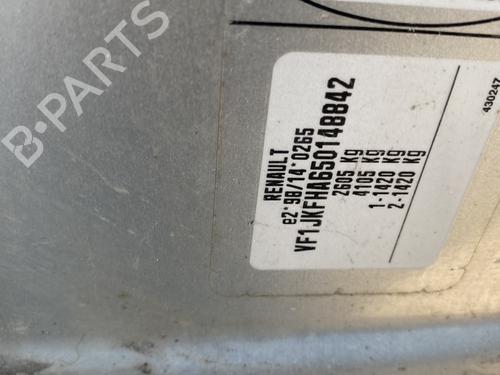 B-PARTS
RENAULT
e2*98/14*0265
VF1JKFHA650148842
2605 Kg
4105 Kg
1-1420 Kg
2-1420 Kg
430247